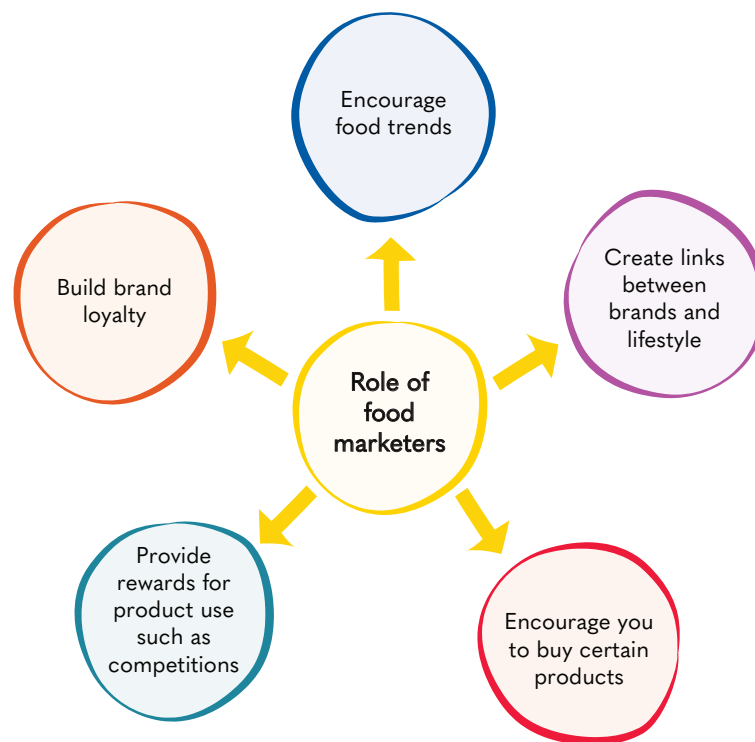 Encourage
food trends
Create links
between
brands and
lifestyle
Build brand
loyalty
Role of
food
marketers
Provide
rewards for
product use
such as
competitions
Encourage you
to buy certain
products